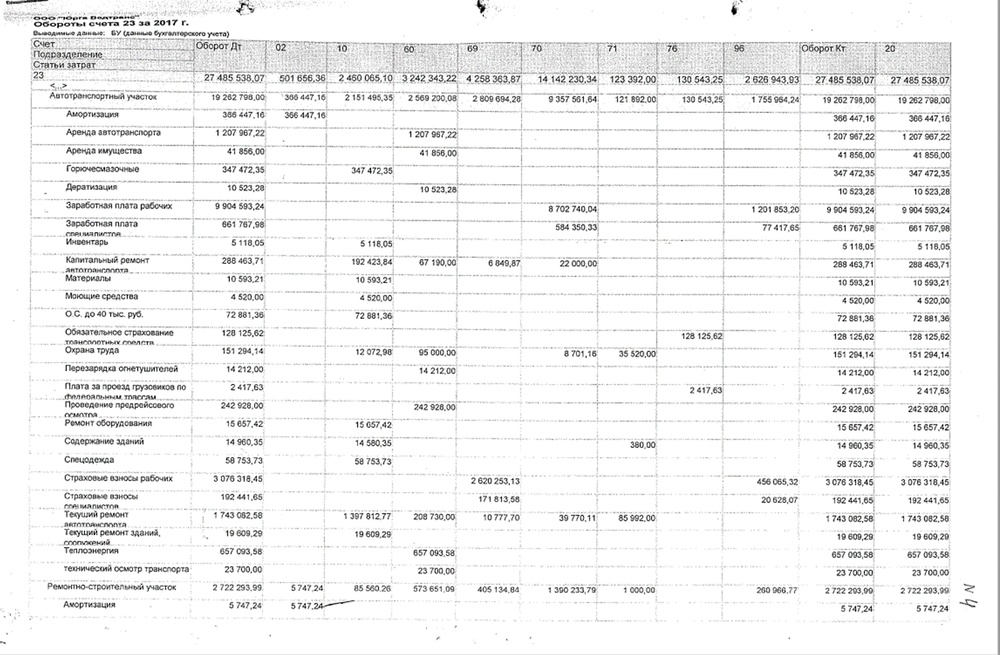 ООО "Юрга Водтранс"
Обороты счета 23 за 2017 г.
Выводимые данные: БУ (данные бухгалтерского учета)
Счет Оборот Дт 02 10 60 69 70 71 76 96 Оборот Кт 20
Подразделение
Статьи затрат
23 27 485 538,07 501 656,36 2 460 065,10 3 242 343,22 4 258 363,87 14 142 230,34 123 392,00 130 543,25 2 626 943,93 27 485 538,07 27 485 538,07
<...>
Автотранспортный участок 19 262 798,00 366 447,16 2 151 495,35 2 569 200,08 2 809 694,28 9 357 561,64 121 892,00 130 543,25 1 755 964,24 19 262 798,00 19 262 798,00
Амортизация 366 447,16 366 447,16 366 447,16 366 447,16
Аренда автотранспорта 1 207 967,22 1 207 967,22 1 207 967,22 1 207 967,22
Аренда имущества 41 856,00 41 856,00 41 856,00 41 856,00
Горючесмазочные 347 472,35 347 472,35 347 472,35 347 472,35
Дератизация 10 523,28 10 523,28 10 523,28 10 523,28
Заработная плата рабочих 9 904 593,24 8 702 740,04 1 201 853,20 9 904 593,24 9 904 593,24
Заработная плата 661 767,98 584 350,33 77 417,65 661 767,98 661 767,98
специалистов
Инвентарь 5 118,05 5 118,05 5 118,05 5 118,05
Капитальный ремонт 288 463,71 192 423,84 67 190,00 6 849,87 22 000,00 288 463,71 288 463,71
автотранспорта
Материалы 10 593,21 10 593,21 10 593,21 10 593,21
Моющие средства 4 520,00 4 520,00 4 520,00 4 520,00
О.С. до 40 тыс. руб. 72 881,36 72 881,36 72 881,36 72 881,36
Обязательное страхование 128 125,62 128 125,62 128 125,62 128 125,62
транспортных средств
Охрана труда 151 294,14 12 072,98 95 000,00 8 701,16 35 520,00 151 294,14 151 294,14
Перезарядка огнетушителей 14 212,00 14 212,00 14 212,00 14 212,00
Плата за проезд грузовиков по 2 417,63 2 417,63 2 417,63 2 417,63
федеральным трассам
Проведение предрейсового 242 928,00 242 928,00 242 928,00 242 928,00
осмотра
Ремонт оборудования 15 657,42 15 657,42 15 657,42 15 657,42
Содержание зданий 14 960,35 14 580,35 380,00 14 960,35 14 960,35
Спецодежда 58 753,73 58 753,73 58 753,73 58 753,73
Страховые взносы рабочих 3 076 318,45 2 620 253,13 456 065,32 3 076 318,45 3 076 318,45
Страховые взносы 192 441,65 171 813,58 20 628,07 192 441,65 192 441,65
специалистов
Текущий ремонт 1 743 082,58 1 397 812,77 208 730,00 10 777,70 39 770,11 85 992,00 1 743 082,58 1 743 082,58
автотранспорта
Текущий ремонт зданий, 19 609,29 19 609,29 19 609,29 19 609,29
сооружений
Теплоэнергия 657 093,58 657 093,58 657 093,58 657 093,58
технический осмотр транспорта 23 700,00 23 700,00 23 700,00 23 700,00
Ремонтно-строительный участок 2 722 293,99 5 747,24 85 560,26 573 651,09 405 134,84 1 390 233,79 1 000,00 260 966,77 2 722 293,99 2 722 293,99
Амортизация 5 747,24 5 747,24 5 747,24 5 747,24
N 4